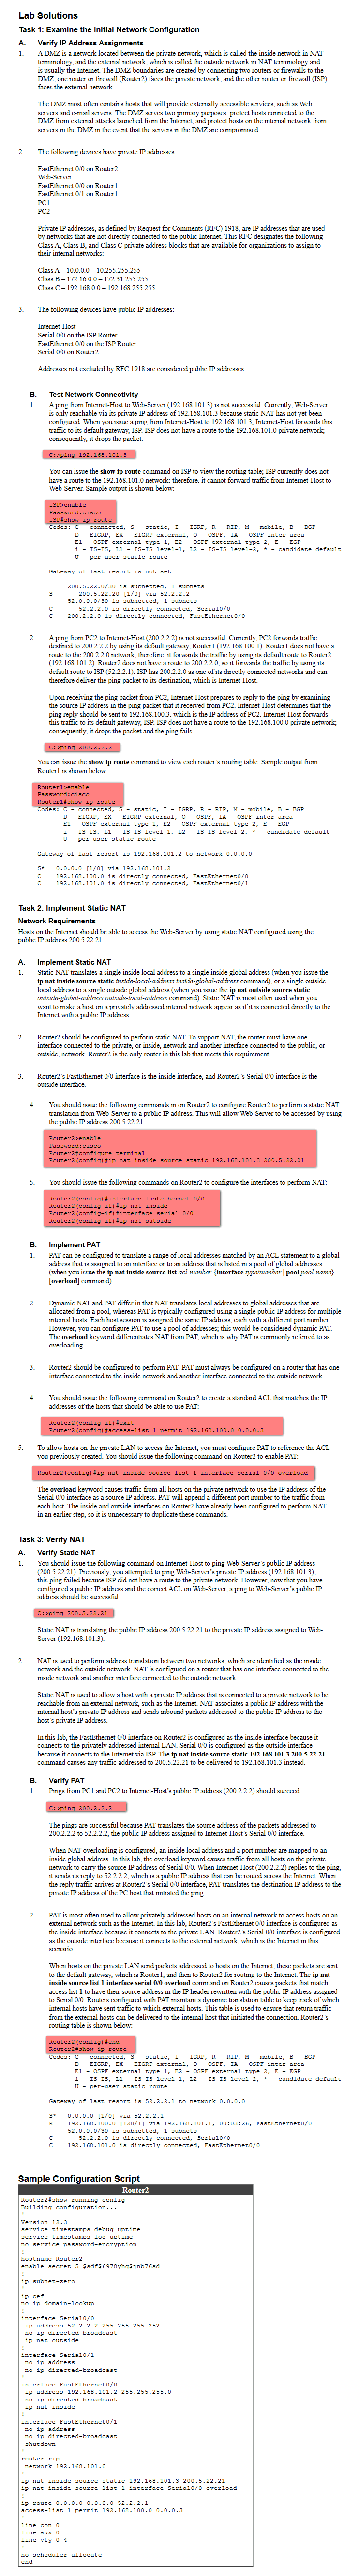 Lab Solutions
Task 1: Examine the Initial Network Configuration
A. Verify IP Address Assignments
1. A DMZ is a network located between the private network, which is called the inside network in NAT
terminology, and the external network, which is called the outside network in NAT terminology and
is usually the Internet. The DMZ boundaries are created by connecting two routers or firewalls to the
DMZ; one router or firewall (Router2) faces the private network, and the other router or firewall (ISP)
faces the external network.
The DMZ most often contains hosts that will provide externally accessible services, such as Web
servers and e-mail servers. The DMZ serves two primary purposes: protect hosts connected to the
DMZ from external attacks launched from the Internet, and protect hosts on the internal network from
servers in the DMZ in the event that the servers in the DMZ are compromised.
2. The following devices have private IP addresses:
FastEthernet 0/0 on Router2
Web-Server
FastEthernet 0/0 on Router1
FastEthernet 0/1 on Router1
PC1
PC2
Private IP addresses, as defined by Request for Comments (RFC) 1918, are IP addresses that are used
by networks that are not directly connected to the public Internet. This RFC designates the following
Class A, Class B, and Class C private address blocks that are available for organizations to assign to
their internal networks:
Class A – 10.0.0.0 – 10.255.255.255
Class B – 172.16.0.0 – 172.31.255.255
Class C – 192.168.0.0 – 192.168.255.255
3. The following devices have public IP addresses:
Internet-Host
Serial 0/0 on the ISP Router
FastEthernet 0/0 on the ISP Router
Serial 0/0 on Router2
Addresses not excluded by RFC 1918 are considered public IP addresses.
B. Test Network Connectivity
1. A ping from Internet-Host to Web-Server (192.168.101.3) is not successful. Currently, Web-Server
is only reachable via its private IP address of 192.168.101.3 because static NAT has not yet been
configured. When you issue a ping from Internet-Host to 192.168.101.3, Internet-Host forwards this
traffic to its default gateway, ISP. ISP does not have a route to the 192.168.101.0 private network;
consequently, it drops the packet.
C:>ping 192.168.101.3
You can issue the show ip route command on ISP to view the routing table; ISP currently does not
have a route to the 192.168.101.0 network; therefore, it cannot forward traffic from Internet-Host to
Web-Server. Sample output is shown below:
ISP>enable
Password:cisco
ISP#show ip route
Codes: C - connected, S - static, I - IGRP, R - RIP, M - mobile, B - BGP
D - EIGRP, EX - EIGRP external, O - OSPF, IA - OSPF inter area
E1 - OSPF external type 1, E2 - OSPF external type 2, E - EGP
i - IS-IS, L1 - IS-IS level-1, L2 - IS-IS level-2, * - candidate default
U - per-user static route
Gateway of last resort is not set
200.5.22.0/30 is subnetted, 1 subnets
S 200.5.22.20 [1/0] via 52.2.2.2
52.0.0.0/30 is subnetted, 1 subnets
C 52.2.2.0 is directly connected, Serial0/0
C 200.2.2.0 is directly connected, FastEthernet0/0
2. A ping from PC2 to Internet-Host (200.2.2.2) is not successful. Currently, PC2 forwards traffic
destined to 200.2.2.2 by using its default gateway, Router1 (192.168.100.1). Router1 does not have a
route to the 200.2.2.0 network; therefore, it forwards the traffic by using its default route to Router2
(192.168.101.2). Router2 does not have a route to 200.2.2.0, so it forwards the traffic by using its
default route to ISP (52.2.2.1). ISP has 200.2.2.0 as one of its directly connected networks and can
therefore deliver the ping packet to its destination, which is Internet-Host.
Upon receiving the ping packet from PC2, Internet-Host prepares to reply to the ping by examining
the source IP address in the ping packet that it received from PC2. Internet-Host determines that the
ping reply should be sent to 192.168.100.3, which is the IP address of PC2. Internet-Host forwards
this traffic to its default gateway, ISP. ISP does not have a route to the 192.168.100.0 private network;
consequently, it drops the packet and the ping fails.
C:>ping 200.2.2.2
You can issue the show ip route command to view each router's routing table. Sample output from
Router1 is shown below:
Router1>enable
Password:cisco
Router1#show ip route
Codes: C - connected, S - static, I - IGRP, R - RIP, M - mobile, B - BGP
D - EIGRP, EX - EIGRP external, O - OSPF, IA - OSPF inter area
E1 - OSPF external type 1, E2 - OSPF external type 2, E - EGP
i - IS-IS, L1 - IS-IS level-1, L2 - IS-IS level-2, * - candidate default
U - per-user static route
Gateway of last resort is 192.168.101.2 to network 0.0.0.0
S* 0.0.0.0 [1/0] via 192.168.101.2
C 192.168.100.0 is directly connected, FastEthernet0/0
C 192.168.101.0 is directly connected, FastEthernet0/1
Task 2: Implement Static NAT
Network Requirements
Hosts on the Internet should be able to access the Web-Server by using static NAT configured using the
public IP address 200.5.22.21.
A. Implement Static NAT
1. Static NAT translates a single inside local address to a single inside global address (when you issue the
ip nat inside source static inside-local-address inside-global-address command), or a single outside
local address to a single outside global address (when you issue the ip nat outside source static
outside-global-address outside-local-address command). Static NAT is most often used when you
want to make a host on a privately addressed internal network appear as if it is connected directly to the
Internet with a public IP address.
2. Router2 should be configured to perform static NAT. To support NAT, the router must have one
interface connected to the private, or inside, network and another interface connected to the public, or
outside, network. Router2 is the only router in this lab that meets this requirement.
3. Router2's FastEthernet 0/0 interface is the inside interface, and Router2's Serial 0/0 interface is the
outside interface.
4. You should issue the following commands in on Router2 to configure Router2 to perform a static NAT
translation from Web-Server to a public IP address. This will allow Web-Server to be accessed by using
the public IP address 200.5.22.21:
Router2>enable
Password:cisco
Router2#configure terminal
Router2(config)#ip nat inside source static 192.168.101.3 200.5.22.21
5. You should issue the following commands on Router2 to configure the interfaces to perform NAT:
Router2(config)#interface fastethernet 0/0
Router2(config-if)#ip nat inside
Router2(config-if)#interface serial 0/0
Router2(config-if)#ip nat outside
B. Implement PAT
1. PAT can be configured to translate a range of local addresses matched by an ACL statement to a global
address that is assigned to an interface or to an address that is listed in a pool of global addresses
(when you issue the ip nat inside source list acl-number {interface type/number | pool pool-name}
[overload] command).
2. Dynamic NAT and PAT differ in that NAT translates local addresses to global addresses that are
allocated from a pool, whereas PAT is typically configured using a single public IP address for multiple
internal hosts. Each host session is assigned the same IP address, each with a different port number.
However, you can configure PAT to use a pool of addresses; this would be considered dynamic PAT.
The overload keyword differentiates NAT from PAT, which is why PAT is commonly referred to as
overloading.
3. Router2 should be configured to perform PAT. PAT must always be configured on a router that has one
interface connected to the inside network and another interface connected to the outside network.
4. You should issue the following command on Router2 to create a standard ACL that matches the IP
addresses of the hosts that should be able to use PAT:
Router2(config-if)#exit
Router2(config)#access-list 1 permit 192.168.100.0 0.0.0.3
5. To allow hosts on the private LAN to access the Internet, you must configure PAT to reference the ACL
you previously created. You should issue the following command on Router2 to enable PAT:
Router2(config)#ip nat inside source list 1 interface serial 0/0 overload
The overload keyword causes traffic from all hosts on the private network to use the IP address of the
Serial 0/0 interface as a source IP address. PAT will append a different port number to the traffic from
each host. The inside and outside interfaces on Router2 have already been configured to perform NAT
in an earlier step, so it is unnecessary to duplicate these commands.
Task 3: Verify NAT
A. Verify Static NAT
1. You should issue the following command on Internet-Host to ping Web-Server's public IP address
(200.5.22.21). Previously, you attempted to ping Web-Server's private IP address (192.168.101.3);
this ping failed because ISP did not have a route to the private network. However, now that you have
configured a public IP address and the correct ACL on Web-Server, a ping to Web-Server's public IP
address should be successful.
C:>ping 200.5.22.21
Static NAT is translating the public IP address 200.5.22.21 to the private IP address assigned to Web-
Server (192.168.101.3).
2. NAT is used to perform address translation between two networks, which are identified as the inside
network and the outside network. NAT is configured on a router that has one interface connected to the
inside network and another interface connected to the outside network.
Static NAT is used to allow a host with a private IP address that is connected to a private network to be
reachable from an external network, such as the Internet. NAT associates a public IP address with the
internal host's private IP address and sends inbound packets addressed to the public IP address to the
host's private IP address.
In this lab, the FastEthernet 0/0 interface on Router2 is configured as the inside interface because it
connects to the privately addressed internal LAN. Serial 0/0 is configured as the outside interface
because it connects to the Internet via ISP. The ip nat inside source static 192.168.101.3 200.5.22.21
command causes any traffic addressed to 200.5.22.21 to be delivered to 192.168.101.3 instead.
B. Verify PAT
1. Pings from PC1 and PC2 to Internet-Host's public IP address (200.2.2.2) should succeed.
C:>ping 200.2.2.2
The pings are successful because PAT translates the source address of the packets addressed to
200.2.2.2 to 52.2.2.2, the public IP address assigned to Internet-Host's Serial 0/0 interface.
When NAT overloading is configured, an inside local address and a port number are mapped to an
inside global address. In this lab, the overload keyword causes traffic from all hosts on the private
network to carry the source IP address of Serial 0/0. When Internet-Host (200.2.2.2) replies to the ping,
it sends its reply to 52.2.2.2, which is a public IP address that can be routed across the Internet. When
the reply traffic arrives at Router2's Serial 0/0 interface, PAT translates the destination IP address to the
private IP address of the PC host that initiated the ping.
2. PAT is most often used to allow privately addressed hosts on an internal network to access hosts on an
external network such as the Internet. In this lab, Router2's FastEthernet 0/0 interface is configured as
the inside interface because it connects to the private LAN. Router2's Serial 0/0 interface is configured
as the outside interface because it connects to the external network, which is the Internet in this
scenario.
When hosts on the private LAN send packets addressed to hosts on the Internet, these packets are sent
to the default gateway, which is Router1, and then to Router2 for routing to the Internet. The ip nat
inside source list 1 interface serial 0/0 overload command on Router2 causes packets that match
access list 1 to have their source address in the IP header rewritten with the public IP address assigned
to Serial 0/0. Routers configured with PAT maintain a dynamic translation table to keep track of which
internal hosts have sent traffic to which external hosts. This table is used to ensure that return traffic
from the external hosts can be delivered to the internal host that initiated the connection. Router2's
routing table is shown below:
Router2(config)#end
Router2#show ip route
Codes: C - connected, S - static, I - IGRP, R - RIP, M - mobile, B - BGP
D - EIGRP, EX - EIGRP external, O - OSPF, IA - OSPF inter area
E1 - OSPF external type 1, E2 - OSPF external type 2, E - EGP
i - IS-IS, L1 - IS-IS level-1, L2 - IS-IS level-2, * - candidate default
U - per-user static route
Gateway of last resort is 52.2.2.1 to network 0.0.0.0
S* 0.0.0.0 [1/0] via 52.2.2.1
R 192.168.100.0 [120/1] via 192.168.101.1, 00:03:26, FastEthernet0/0
52.0.0.0/30 is subnetted, 1 subnets
C 52.2.2.0 is directly connected, Serial0/0
C 192.168.101.0 is directly connected, FastEthernet0/0
Sample Configuration Script
Router2
Router2#show running-config
Building configuration...
!
Version 12.3
service timestamps debug uptime
service timestamps log uptime
no service password-encryption
!
hostname Router2
enable secret 5 $sdf$6978yhg$jnb76sd
!
ip subnet-zero
!
ip cef
no ip domain-lookup
!
interface Serial0/0
ip address 52.2.2.2 255.255.255.252
no ip directed-broadcast
ip nat outside
!
interface Serial0/1
no ip address
no ip directed-broadcast
!
interface FastEthernet0/0
ip address 192.168.101.2 255.255.255.0
no ip directed-broadcast
ip nat inside
!
interface FastEthernet0/1
no ip address
no ip directed-broadcast
shutdown
!
router rip
network 192.168.101.0
!
ip nat inside source static 192.168.101.3 200.5.22.21
ip nat inside source list 1 interface Serial0/0 overload
!
ip route 0.0.0.0 0.0.0.0 52.2.2.1
access-list 1 permit 192.168.100.0 0.0.0.3
!
line con 0
line aux 0
line vty 0 4
!
no scheduler allocate
end